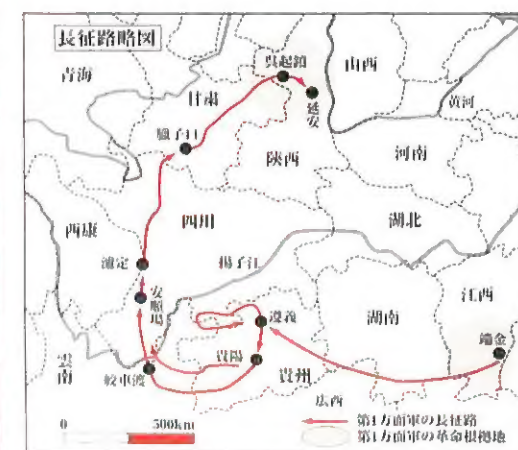 長征路略図
青海
甘粛
呉起鎮
延安
山西
黄河
臘子口
陝西
河南
西康
四川
湖北
瀘定
揚子江
安順場
江西
雲南
遵義
湖南
瑞金
貴陽
皎車渡
貴州
広西
0 500km
第1方面軍の長征路
第1方面軍の革命根拠地